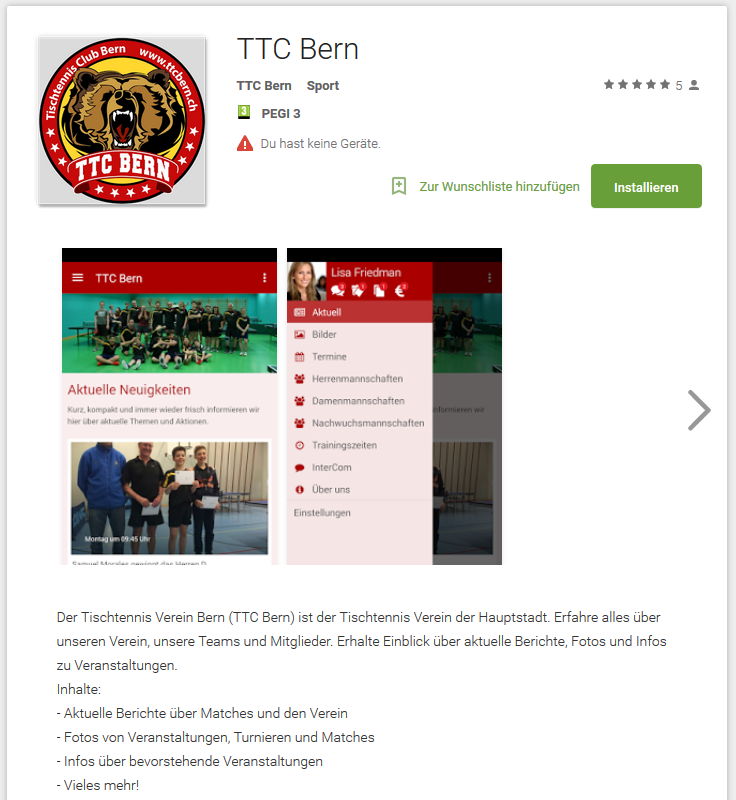 Tischtennis Club Bern www.ttcbern.ch
TTC BERN
TTC Bern
TTC Bern Sport
5
3 PEGI 3
Du hast keine Geräte.
Zur Wunschliste hinzufügen
Installieren
TTC Bern
Aktuelle Neuigkeiten
Kurz, kompakt und immer wieder frisch informieren wir
hier über aktuelle Themen und Aktionen.
Montag um 09:45 Uhr
Samuel Morales gewinnt das Herren D
Lisa Friedman
Aktuell
Bilder
Termine
Herrenmannschaften
Damenmannschaften
Nachwuchsmannschaften
Trainingszeiten
InterCom
Über uns
Einstellungen
informieren wir
Der Tischtennis Verein Bern (TTC Bern) ist der Tischtennis Verein der Hauptstadt. Erfahre alles über
unseren Verein, unsere Teams und Mitglieder. Erhalte Einblick über aktuelle Berichte, Fotos und Infos
zu Veranstaltungen.
Inhalte:
- Aktuelle Berichte über Matches und den Verein
- Fotos von Veranstaltungen, Turnieren und Matches
- Infos über bevorstehende Veranstaltungen
- Vieles mehr!